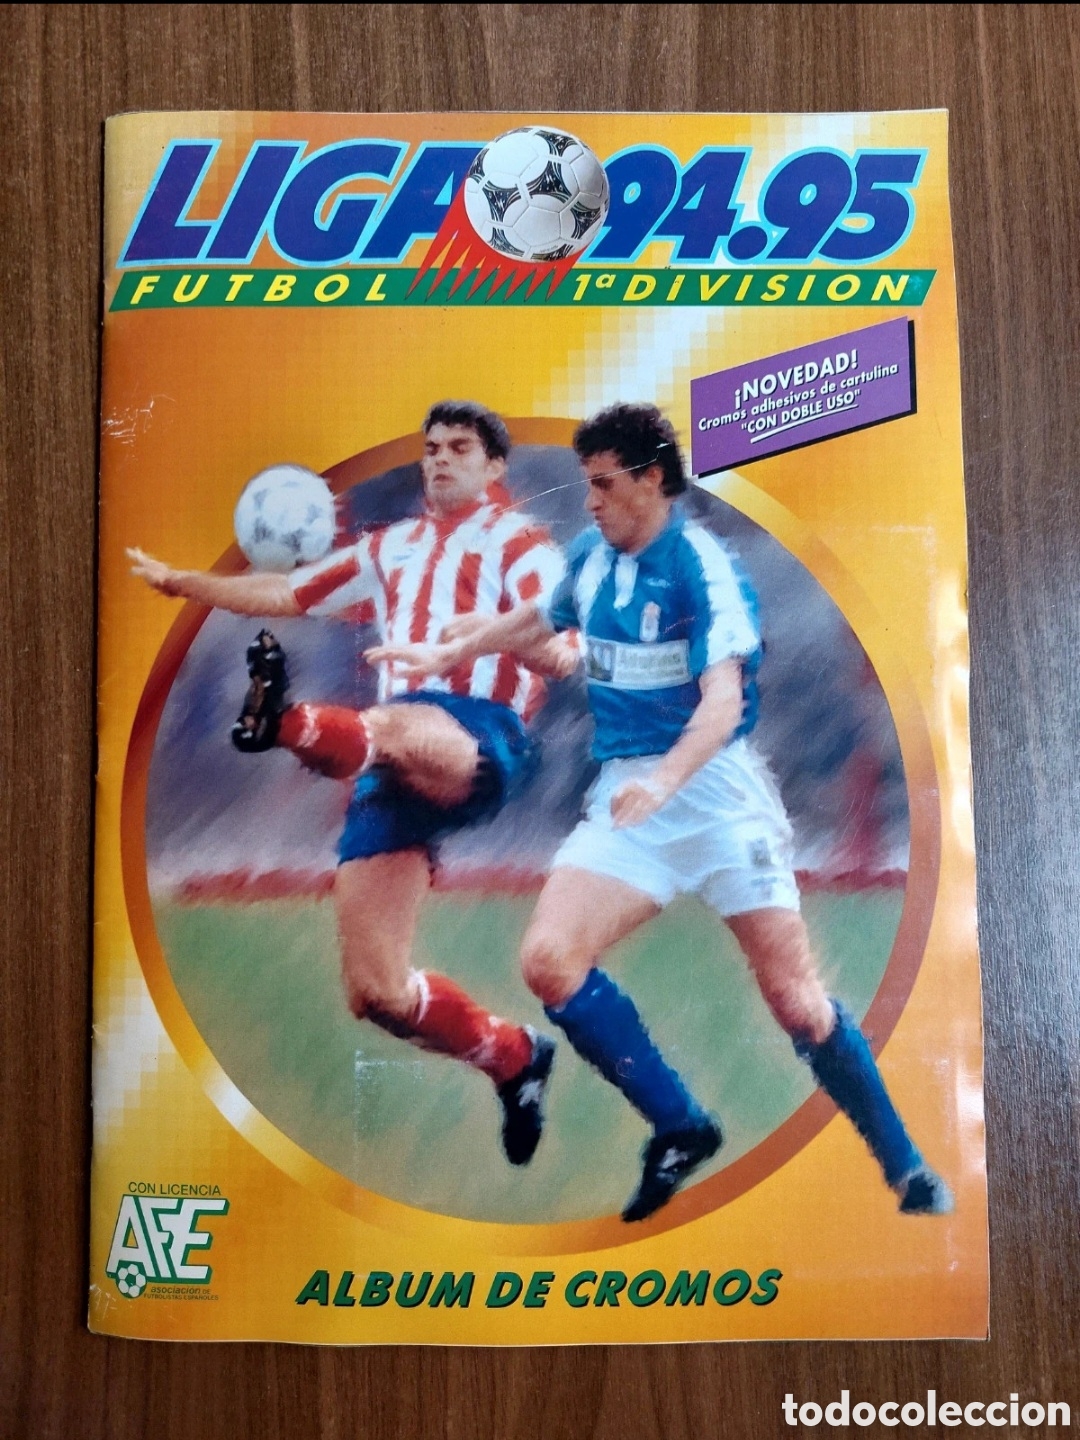 LIGA 94.95
FUTBOL 1ª DIVISION
¡NOVEDAD!
Cromos adhesivos de cartulina
"CON DOBLE USO"
Asturias
CON LICENCIA
AFE
asociación DE
FUTBOLISTAS ESPAÑOLES
ALBUM DE CROMOS
todocoleccion